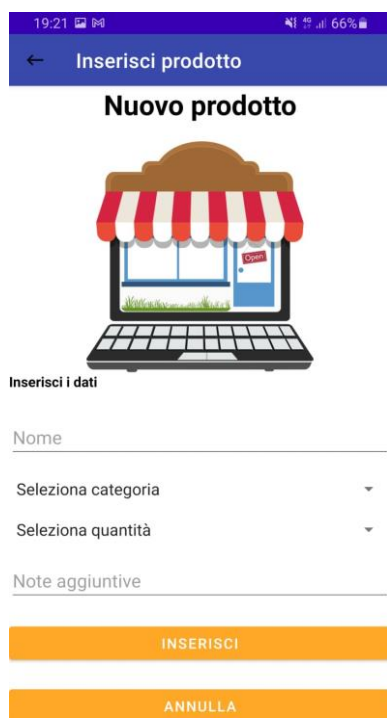 19:21 4G 66%
Inserisci prodotto
Nuovo prodotto
Open
Inserisci i dati
Nome
Seleziona categoria
Seleziona quantità
Note aggiuntive
INSERISCI
ANNULLA